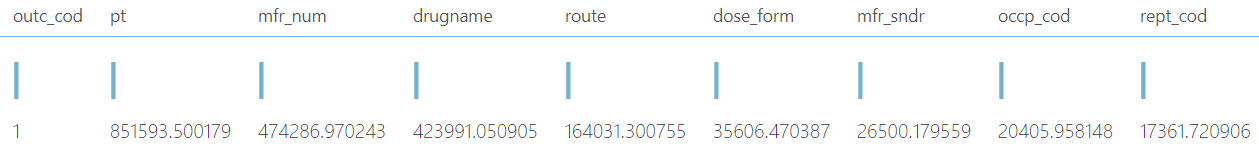 outc_cod pt mfr_num drugname route dose_form mfr_sndr occp_cod rept_cod
1 851593.500179 474286.970243 423991.050905 164031.300755 35606.470387 26500.179559 20405.958148 17361.720906